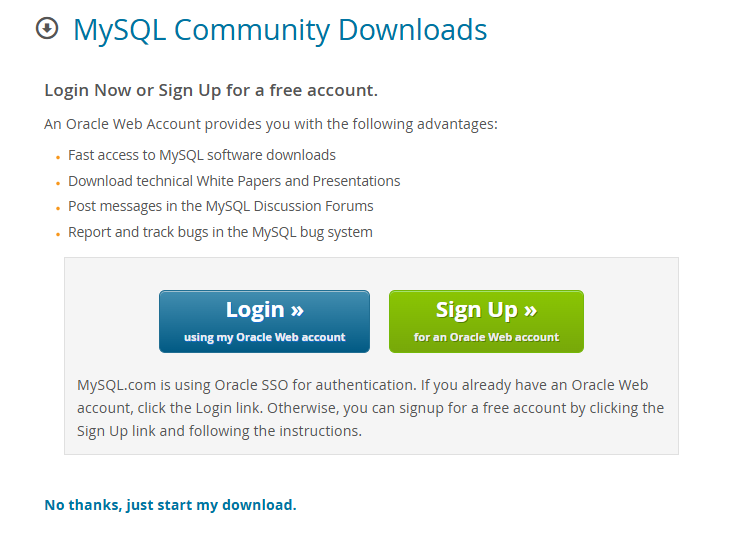 MySQL Community Downloads
Login Now or Sign Up for a free account.
An Oracle Web Account provides you with the following advantages:
Fast access to MySQL software downloads
Download technical White Papers and Presentations
Post messages in the MySQL Discussion Forums
Report and track bugs in the MySQL bug system
Login »
using my Oracle Web account
Sign Up »
for an Oracle Web account
MySQL.com is using Oracle SSO for authentication. If you already have an Oracle Web
account, click the Login link. Otherwise, you can signup for a free account by clicking the
Sign Up link and following the instructions.
No thanks, just start my download.